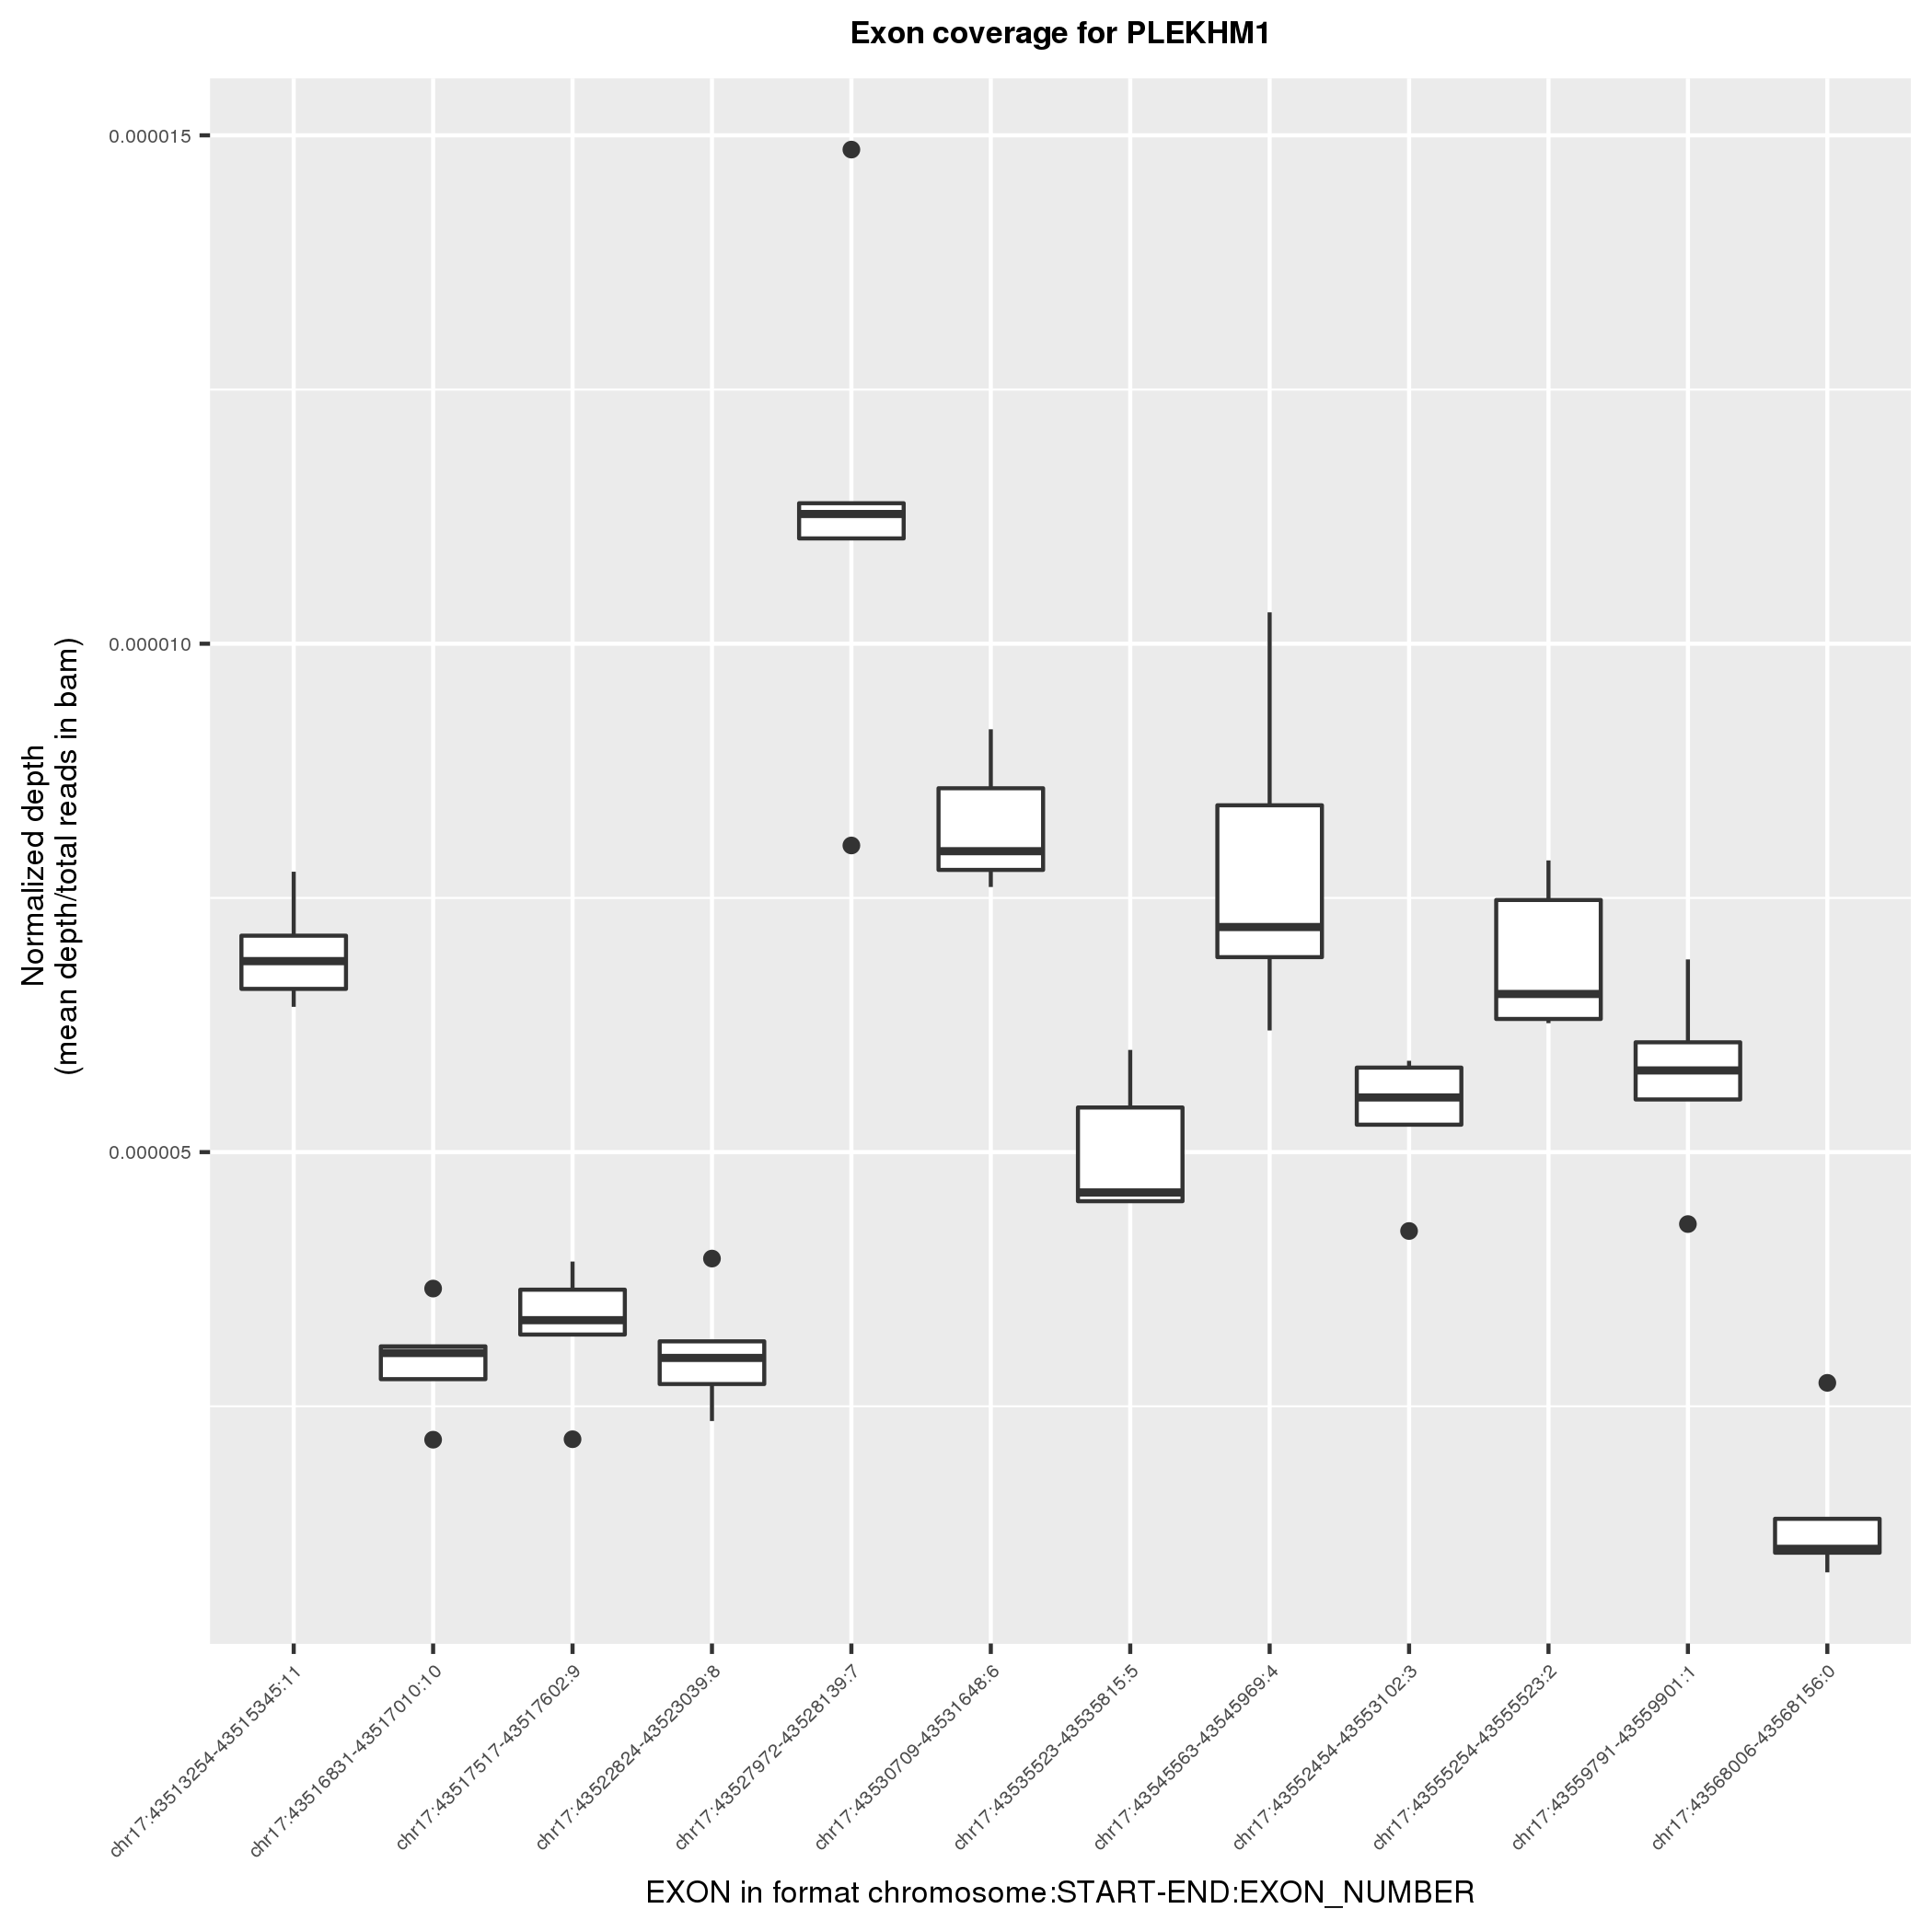 Exon coverage for PLEKHM1
Normalized depth
(mean depth/total reads in bam)
0.000015
0.000010
0.000005
chr17:43513254-43515345:11
chr17:43516831-43517010:10
chr17:43517517-43517602:9
chr17:43522824-43523039:8
chr17:43527972-43528139:7
chr17:43530709-43531648:6
chr17:43535523-43535815:5
chr17:43545563-43545969:4
chr17:43552454-43553102:3
chr17:43555254-43555523:2
chr17:43559791-43559901:1
chr17:43568006-43568156:0
EXON in format chromosome:START-END:EXON_NUMBER